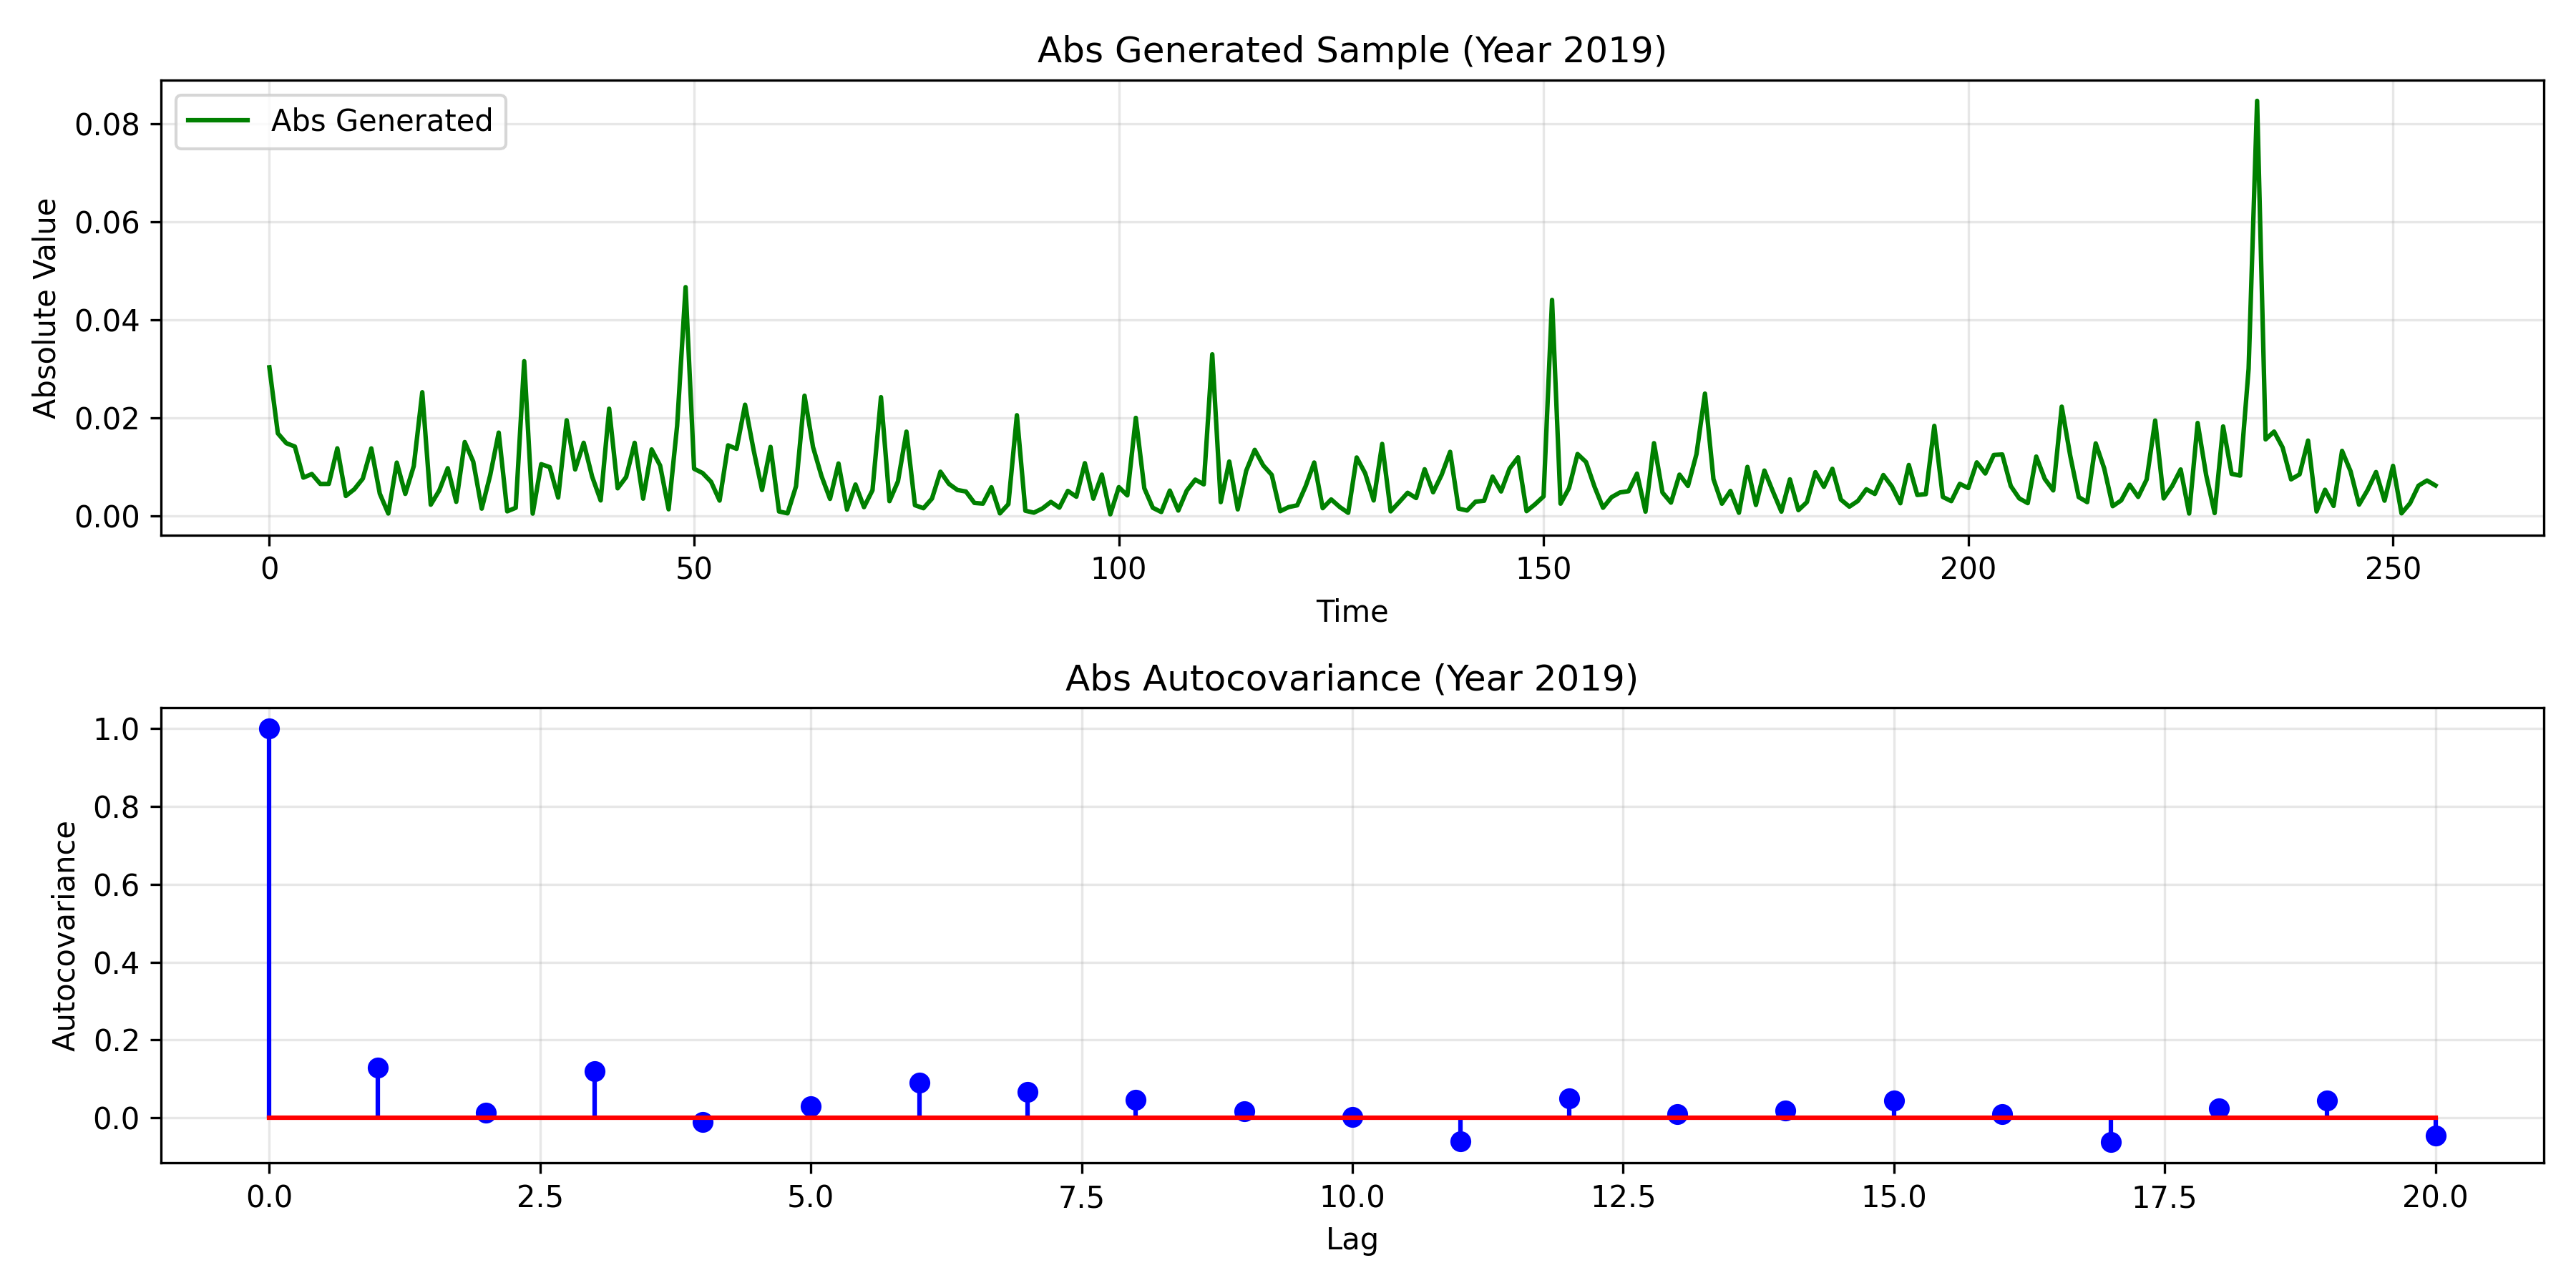 Abs Generated Sample (Year 2019)
Abs Generated
Absolute Value
0.08
0.06
0.04
0.02
0.00
0 50 100 150 200 250
Time
Abs Autocovariance (Year 2019)
Autocovariance
1.0
0.8
0.6
0.4
0.2
0.0
0.0 2.5 5.0 7.5 10.0 12.5 15.0 17.5 20.0
Lag